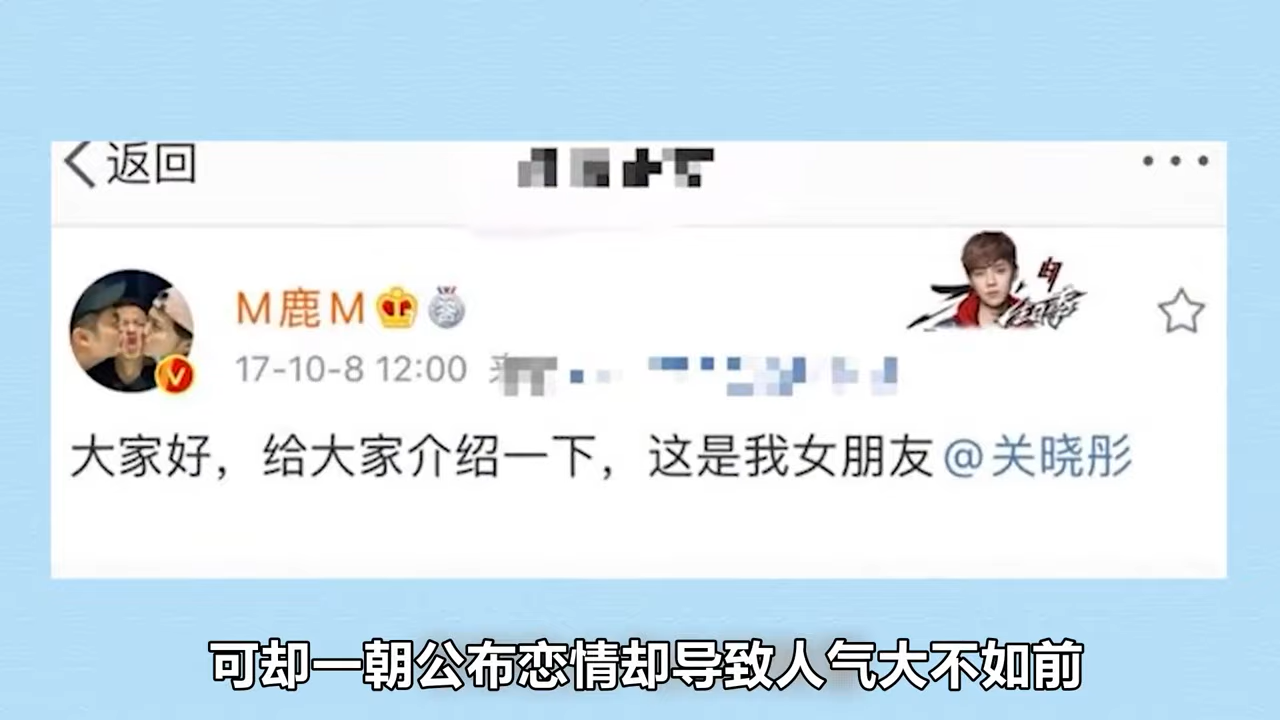 返回
M鹿M
17-10-8 12:00 来
大家好，给大家介绍一下，这是我女朋友@关晓彤
可却一朝公布恋情却导致人气大不如前